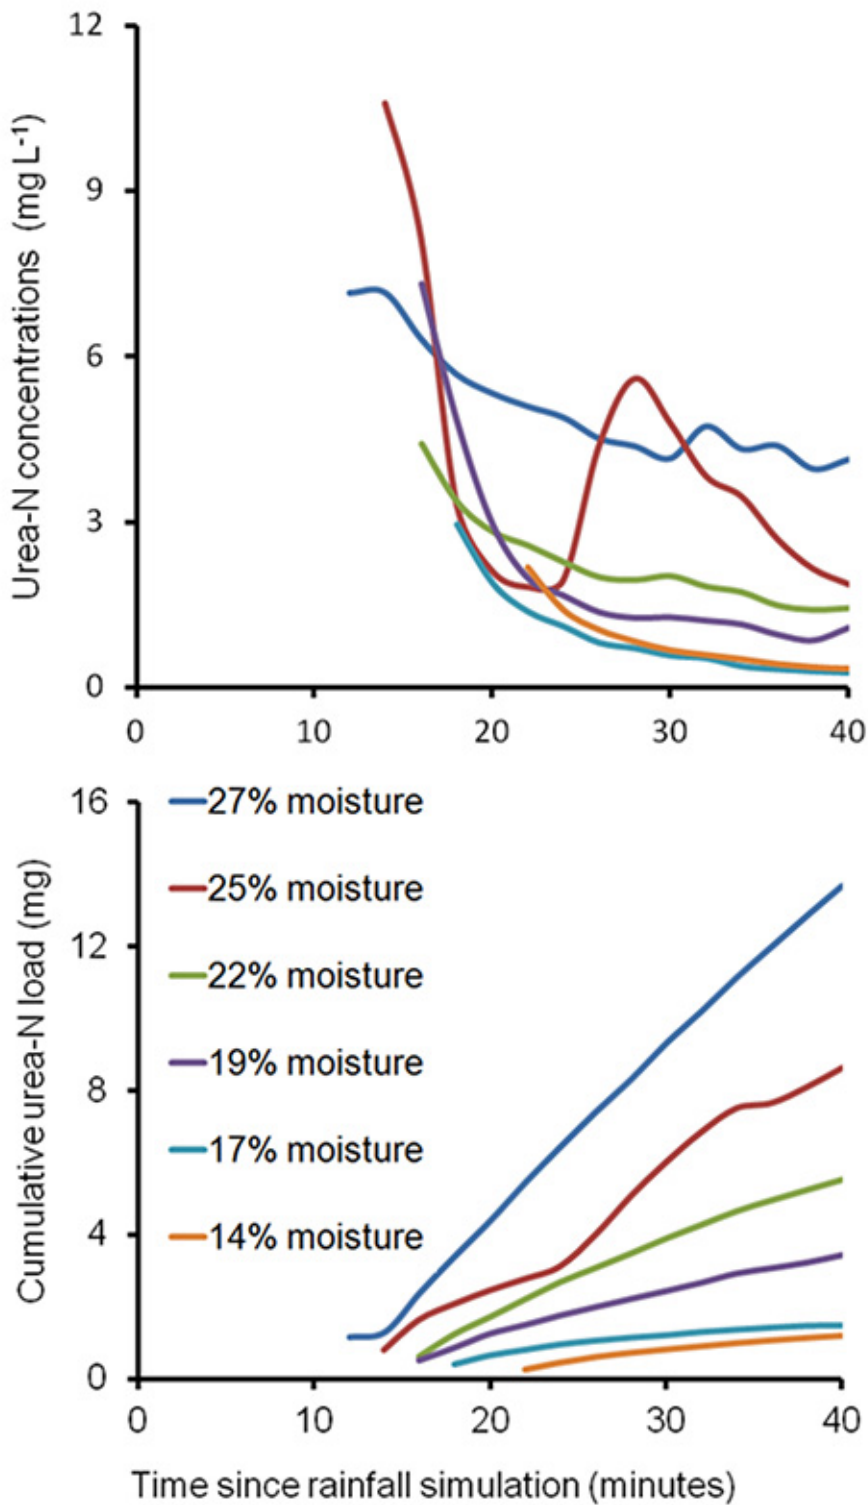 Urea-N concentrations (mg L⁻¹)
12
9
6
3
0
0 10 20 30 40
Cumulative urea-N load (mg)
16
12
8
4
0
27% moisture
25% moisture
22% moisture
19% moisture
17% moisture
14% moisture
0 10 20 30 40
Time since rainfall simulation (minutes)